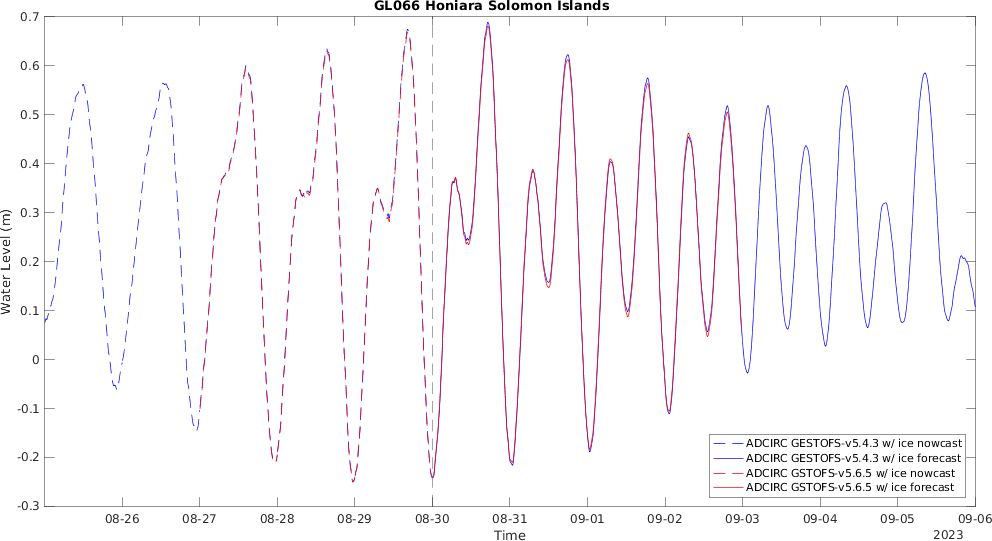 GL066 Honiara Solomon Islands
0.7
0.6
0.5
0.4
0.3
0.2
0.1
0
-0.1
-0.2
-0.3
Water Level (m)
ADCIRC GESTOFS-v5.4.3 w/ ice nowcast
ADCIRC GESTOFS-v5.4.3 w/ ice forecast
ADCIRC GSTOFS-v5.6.5 w/ ice nowcast
ADCIRC GSTOFS-v5.6.5 w/ ice forecast
08-26 08-27 08-28 08-29 08-30 08-31 09-01 09-02 09-03 09-04 09-05 09-06
Time
2023